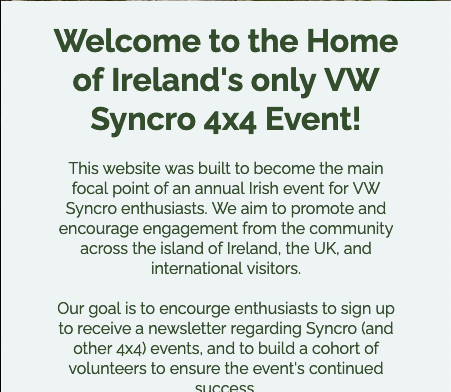 Welcome to the Home
of Ireland's only VW
Syncro 4x4 Event!
This website was built to become the main
focal point of an annual Irish event for VW
Syncro enthusiasts. We aim to promote and
encourage engagement from the community
across the island of Ireland, the UK, and
international visitors.
Our goal is to encourge enthusiasts to sign up
to receive a newsletter regarding Syncro (and
other 4x4) events, and to build a cohort of
volunteers to ensure the event's continued
success.